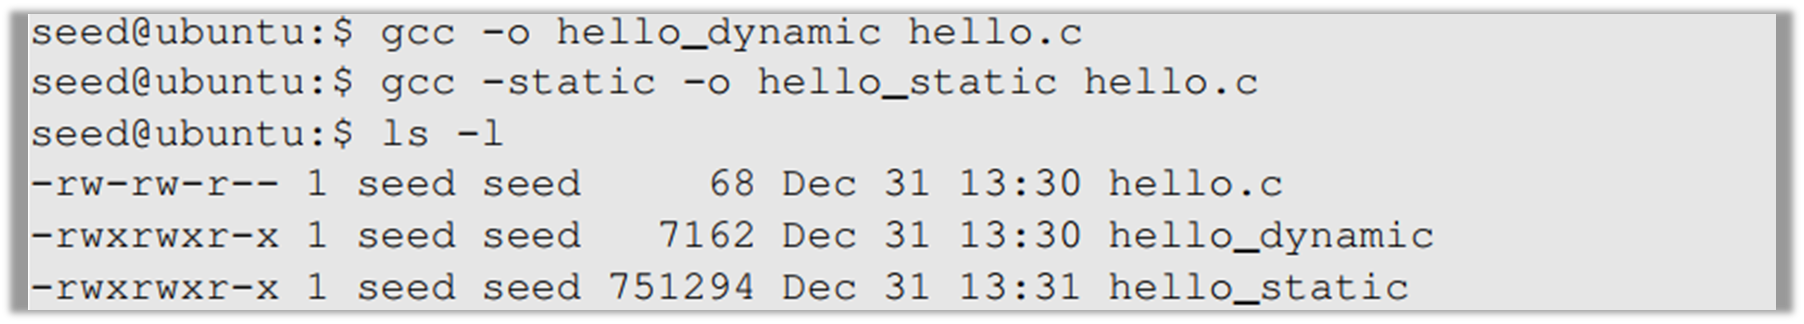 seed@ubuntu:$ gcc -o hello_dynamic hello.c
seed@ubuntu:$ gcc -static -o hello_static hello.c
seed@ubuntu:$ ls -l
-rw-rw-r-- 1 seed seed     68 Dec 31 13:30 hello.c
-rwxrwxr-x 1 seed seed   7162 Dec 31 13:30 hello_dynamic
-rwxrwxr-x 1 seed seed 751294 Dec 31 13:31 hello_static